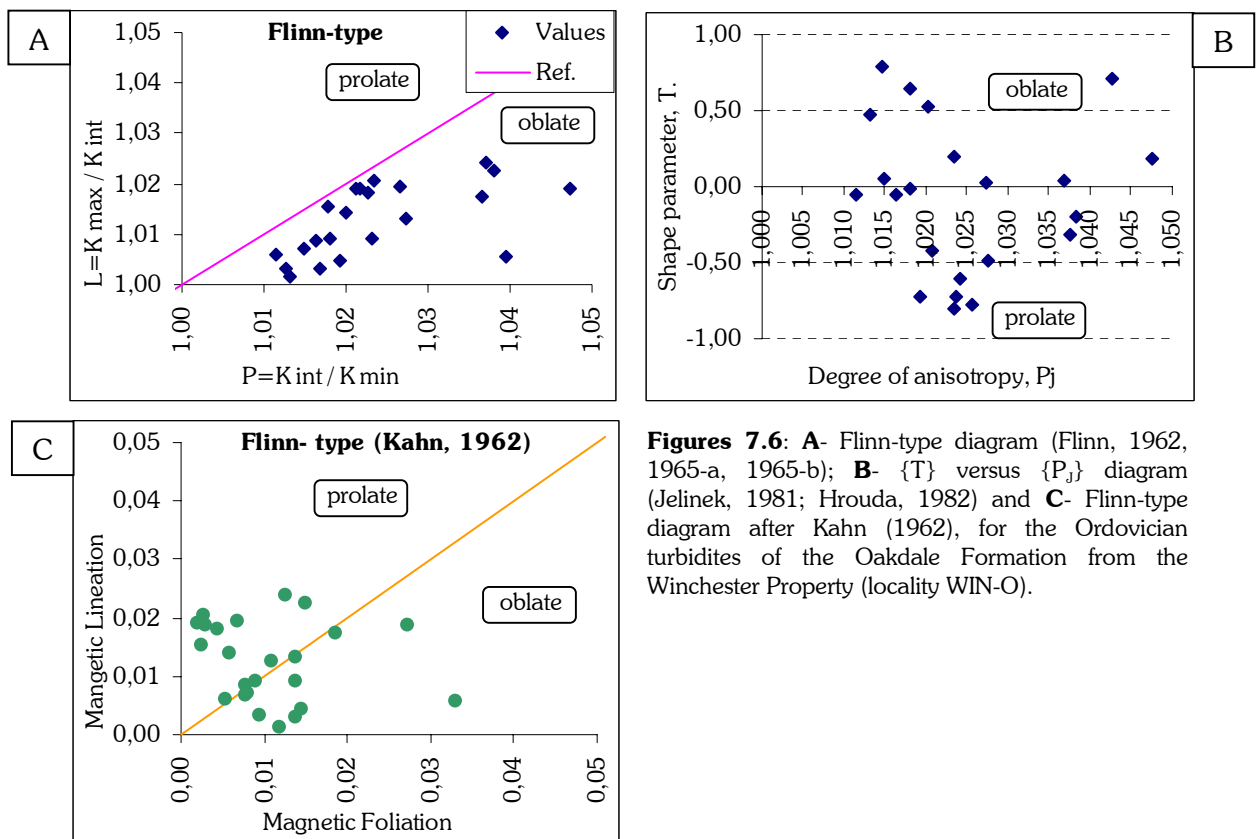 A
Flinn-type
Values
Ref.
prolate
oblate
1,05
1,04
1,03
1,02
1,01
1,00
L=K max / K int
1,00
1,01
1,02
1,03
1,04
1,05
P=K int / K min
B
1,00
0,50
0,00
-0,50
-1,00
Shape parameter, T.
oblate
prolate
1,000
1,005
1,010
1,015
1,020
1,025
1,030
1,035
1,040
1,045
1,050
Degree of anisotropy, Pj
C
Flinn- type (Kahn, 1962)
prolate
oblate
0,05
0,04
0,03
0,02
0,01
0,00
Mangetic Lineation
0,00
0,01
0,02
0,03
0,04
0,05
Magnetic Foliation
Figures 7.6: A- Flinn-type diagram (Flinn, 1962,
1965-a, 1965-b); B- {T} versus {PJ} diagram
(Jelinek, 1981; Hrouda, 1982) and C- Flinn-type
diagram after Kahn (1962), for the Ordovician
turbidites of the Oakdale Formation from the
Winchester Property (locality WIN-O).